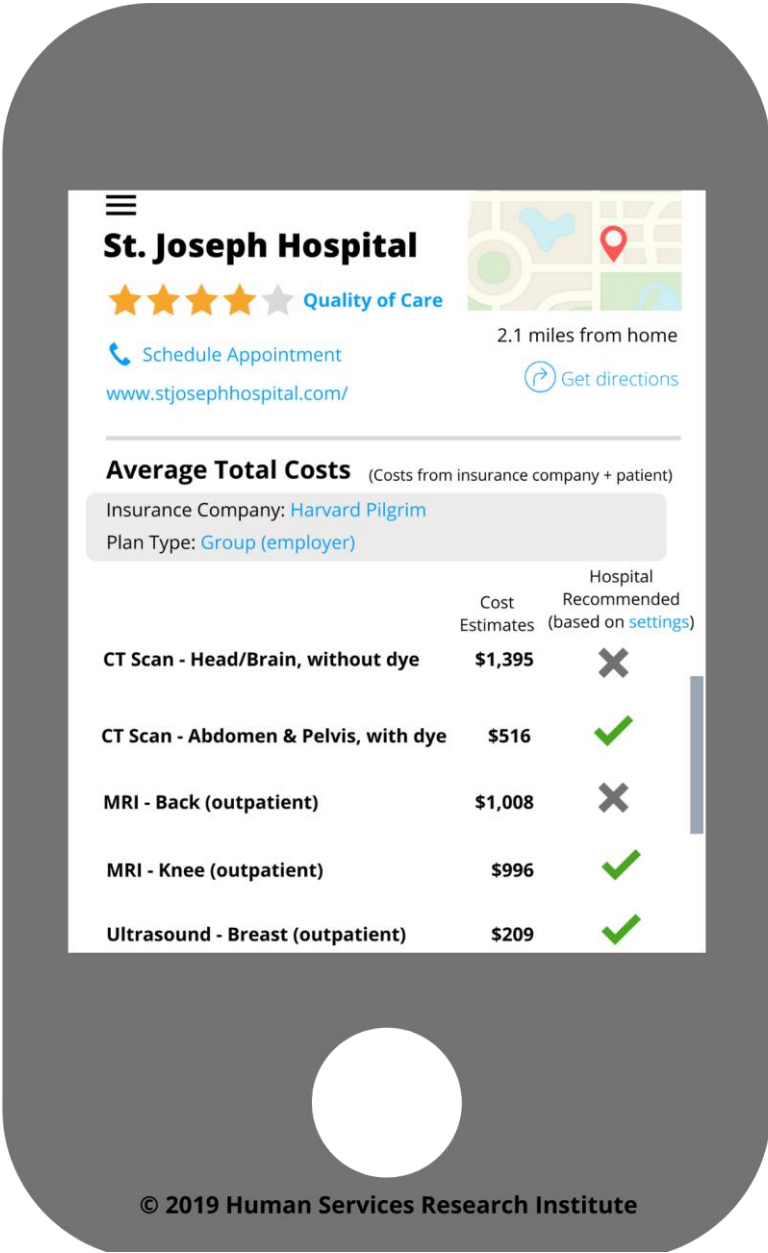 St. Joseph Hospital
Quality of Care
Schedule Appointment
www.stjosephhospital.com/
2.1 miles from home
Get directions
Average Total Costs (Costs from insurance company + patient)
Insurance Company: Harvard Pilgrim
Plan Type: Group (employer)
Cost
Estimates
Hospital
Recommended
(based on settings)
CT Scan - Head/Brain, without dye $1,395
CT Scan - Abdomen & Pelvis, with dye $516
MRI - Back (outpatient) $1,008
MRI - Knee (outpatient) $996
Ultrasound - Breast (outpatient) $209
© 2019 Human Services Research Institute